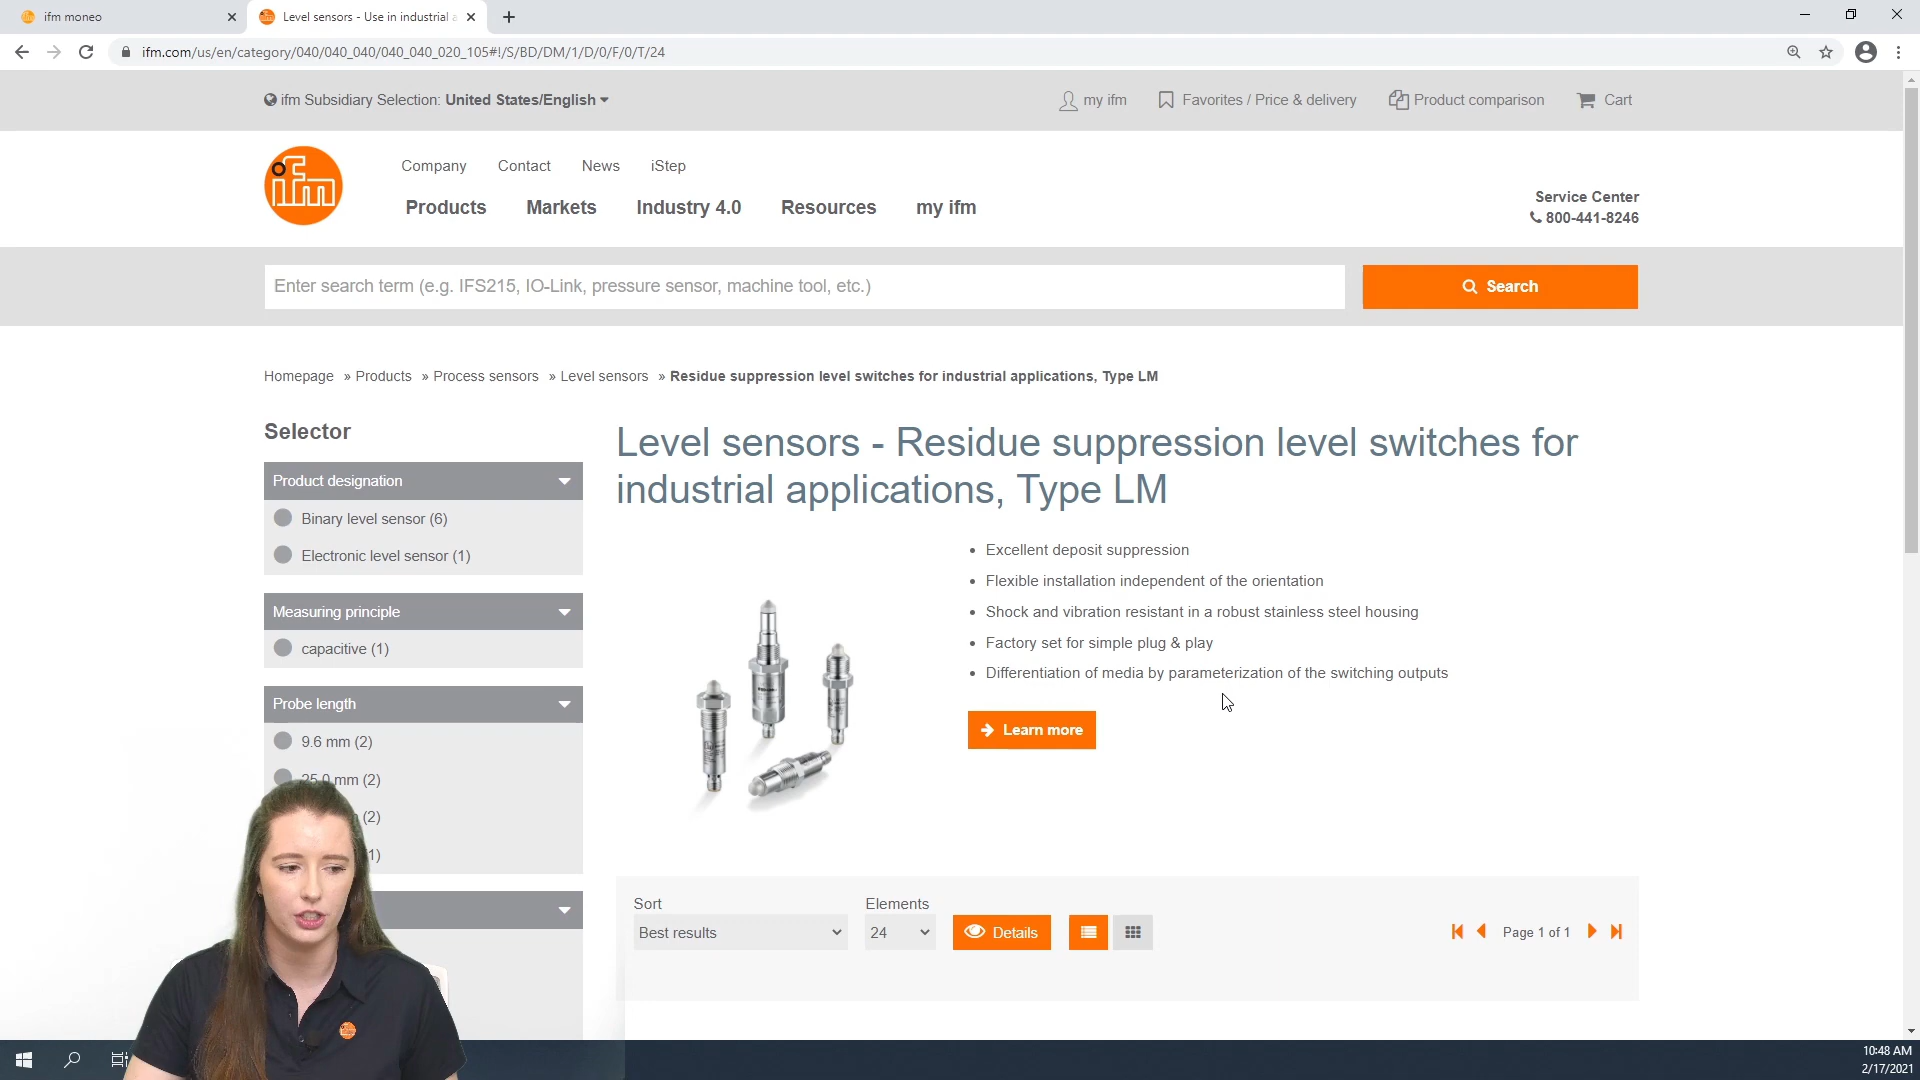 ifm moneo
Level sensors - Use in industrial a
ifm.com/us/en/category/040/040_040/040_040_020_105#!/S/BD/DM/1/D/0/F/0/T/24
ifm Subsidiary Selection: United States/English
my ifm
Favorites / Price & delivery
Product comparison
Cart
ifm
Company
Contact
News
iStep
Products
Markets
Industry 4.0
Resources
my ifm
Service Center
800-441-8246
Enter search term (e.g. IFS215, IO-Link, pressure sensor, machine tool, etc.)
Search
Homepage » Products » Process sensors » Level sensors » Residue suppression level switches for industrial applications, Type LM
Selector
Product designation
Binary level sensor (6)
Electronic level sensor (1)
Measuring principle
capacitive (1)
Probe length
9.6 mm (2)
25.0 mm (2)
(2)
1)
Level sensors - Residue suppression level switches for
industrial applications, Type LM
• Excellent deposit suppression
• Flexible installation independent of the orientation
• Shock and vibration resistant in a robust stainless steel housing
• Factory set for simple plug & play
• Differentiation of media by parameterization of the switching outputs
Learn more
Sort
Elements
Best results
24
Details
Page 1 of 1
10:48 AM
2/17/2021